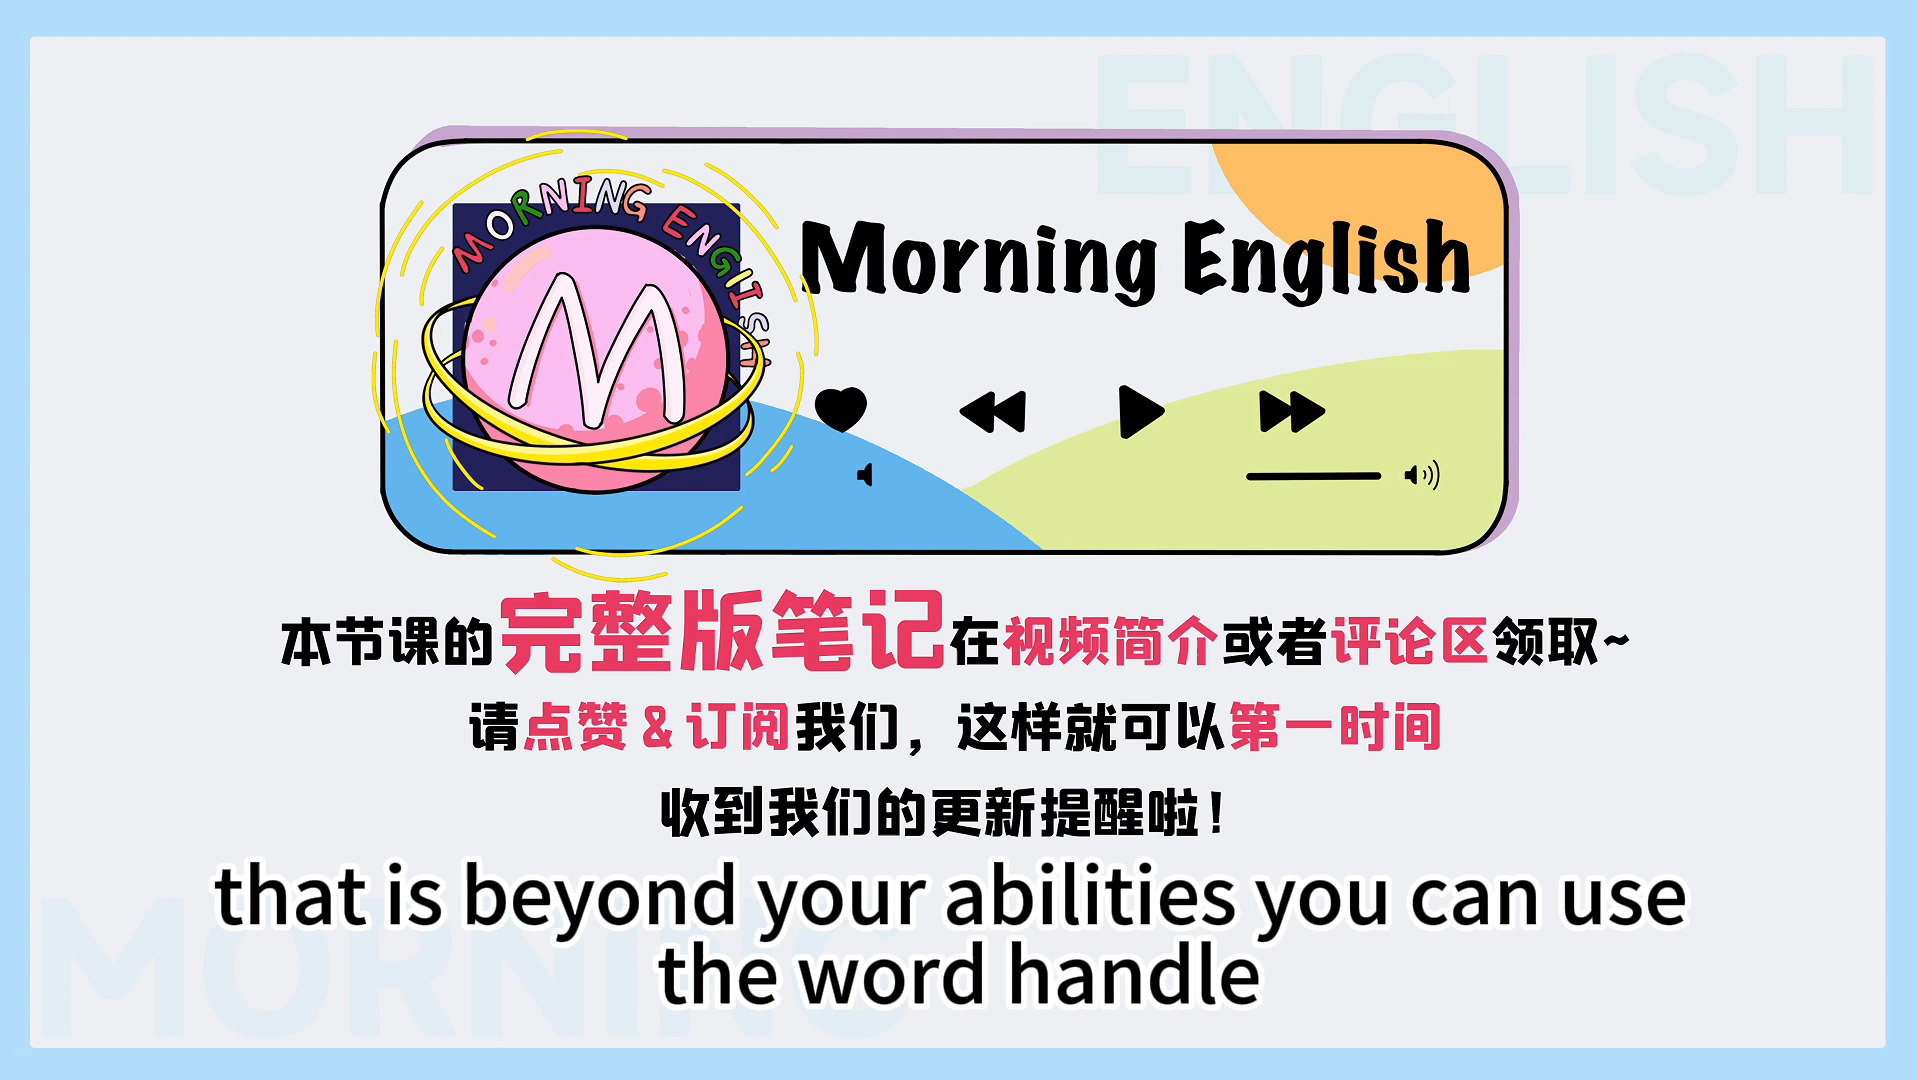 ENGLISH
MORNING ENGlISH
M
Morning English
本节课的完整版笔记在视频简介或者评论区领取~
请点赞&订阅我们，这样就可以第一时间
收到我们的更新提醒啦！
that is beyond your abilities you can use
the word handle
MORNING